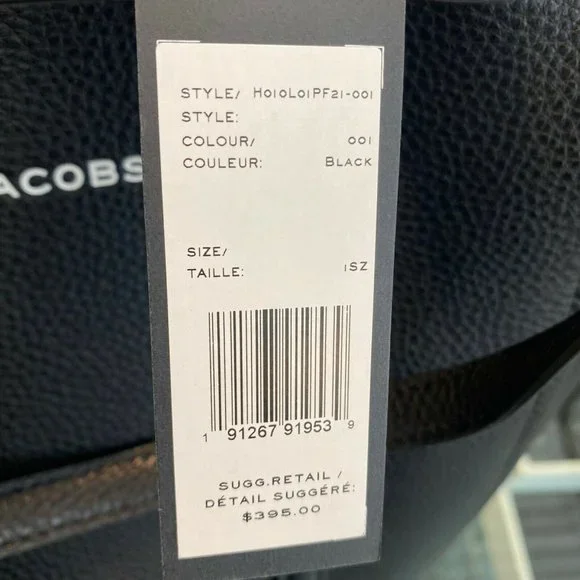 STYLE/ H010L01PF21-001
STYLE:
COLOUR/ 001
COULEUR: BLACK
ACOBS
SIZE/
TAILLE: 1SZ
1 91267 91953 9
SUGG.RETAIL /
DÉTAIL SUGGÉRÉ:
$395.00